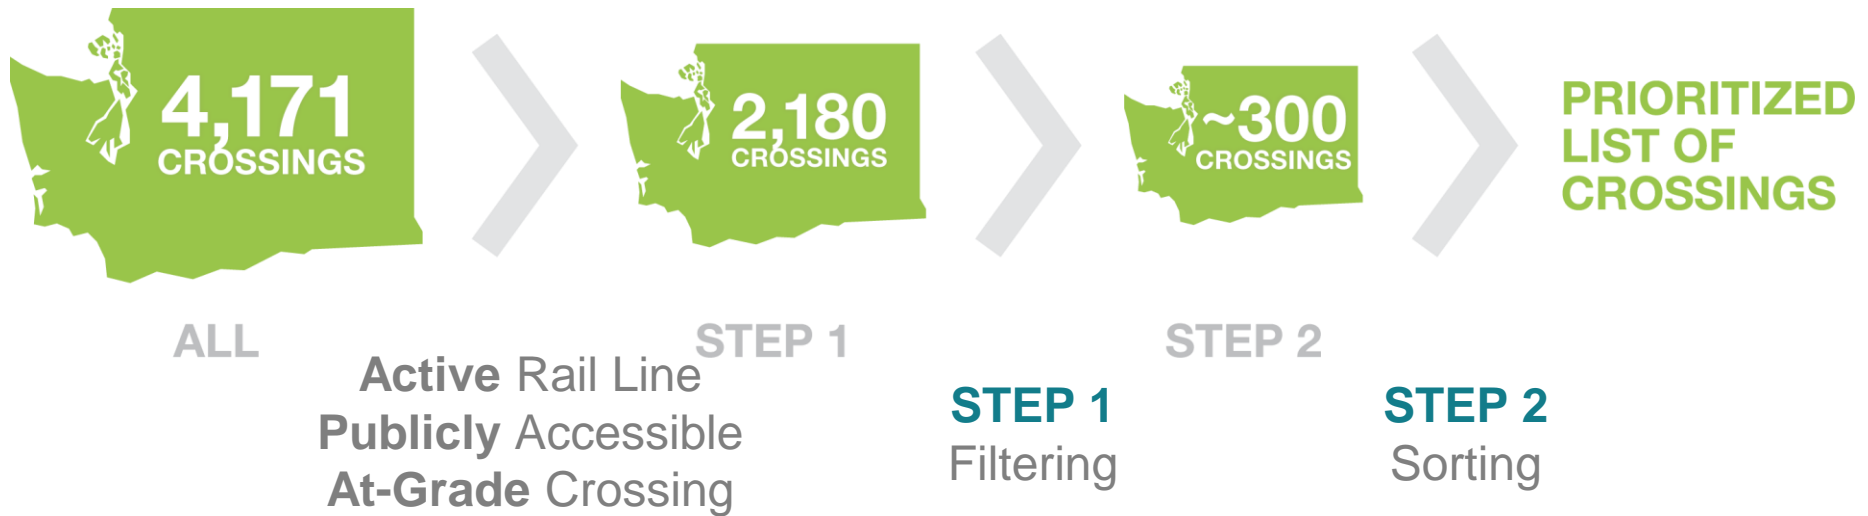 4,171
CROSSINGS
2,180
CROSSINGS
~300
CROSSINGS
PRIORITIZED
LIST OF
CROSSINGS
ALL
STEP 1
STEP 2
Active Rail Line
Publicly Accessible
At-Grade Crossing
STEP 1
Filtering
STEP 2
Sorting